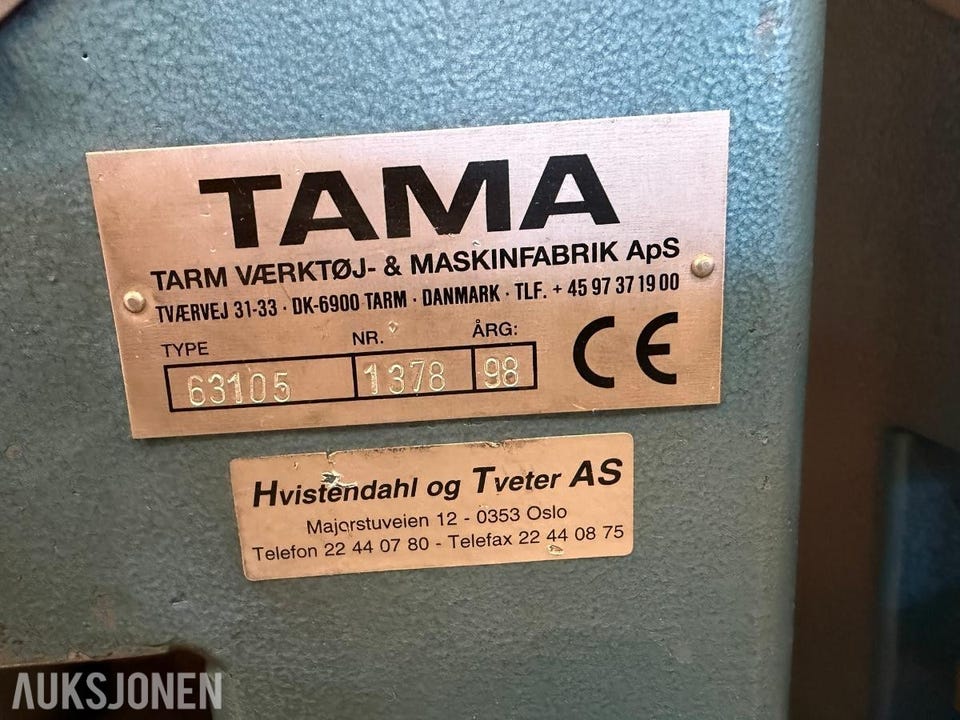 TAMA
TARM VÆRKTØJ- & MASKINFABRIK ApS
TVÆRVEJ 31-33 · DK-6900 TARM · DANMARK · TLF. + 45 97 37 19 00
TYPE NR. ÅRG:
63105 1378 98
CE
Hvistendahl og Tveter AS
Majorstuveien 12 - 0353 Oslo
Telefon 22 44 07 80 - Telefax 22 44 08 75
AUKSJONEN